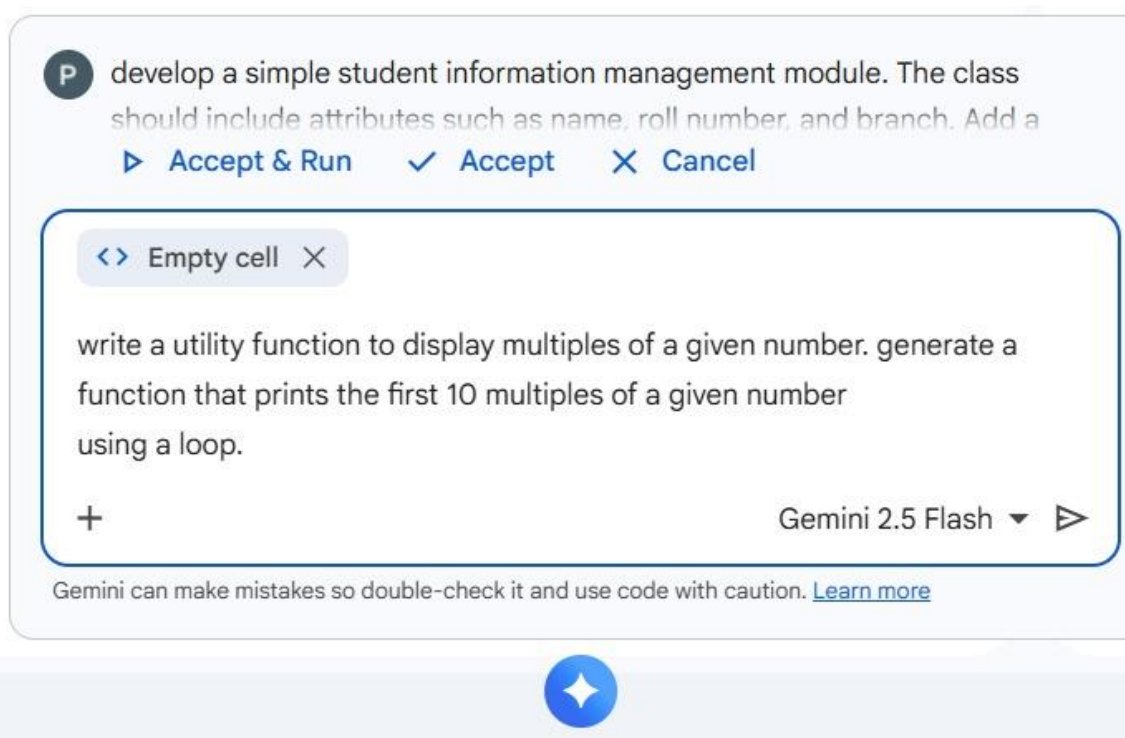 P
develop a simple student information management module. The class
should include attributes such as name, roll number, and branch. Add a
Accept & Run Accept Cancel
<> Empty cell
write a utility function to display multiples of a given number. generate a
function that prints the first 10 multiples of a given number
using a loop.
Gemini 2.5 Flash
Gemini can make mistakes so double-check it and use code with caution. Learn more